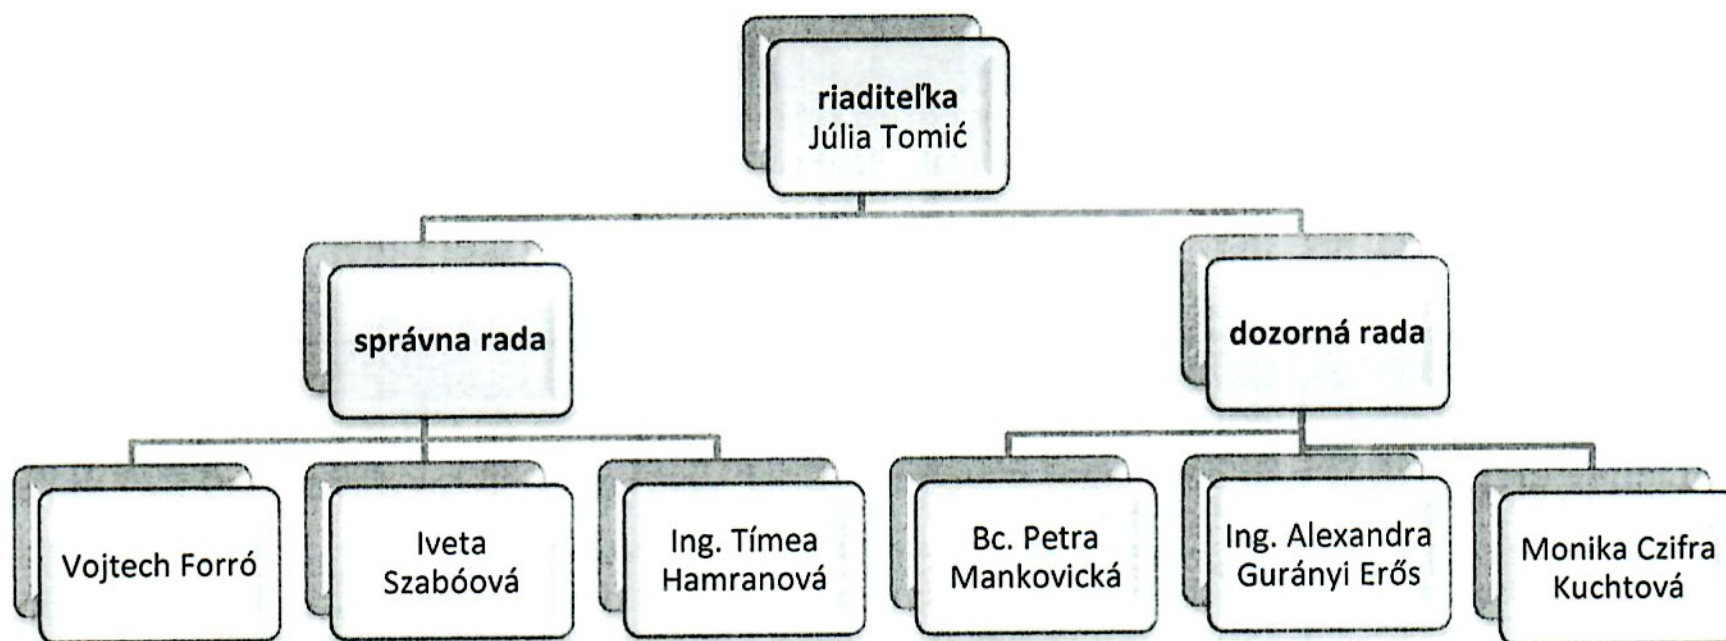 riaditeľka
Júlia Tomić
správna rada
dozorná rada
Vojtech Forró
Iveta
Szabóová
Ing. Tímea
Hamranová
Bc. Petra
Mankovická
Ing. Alexandra
Gurányi Erős
Monika Czifra
Kuchtová